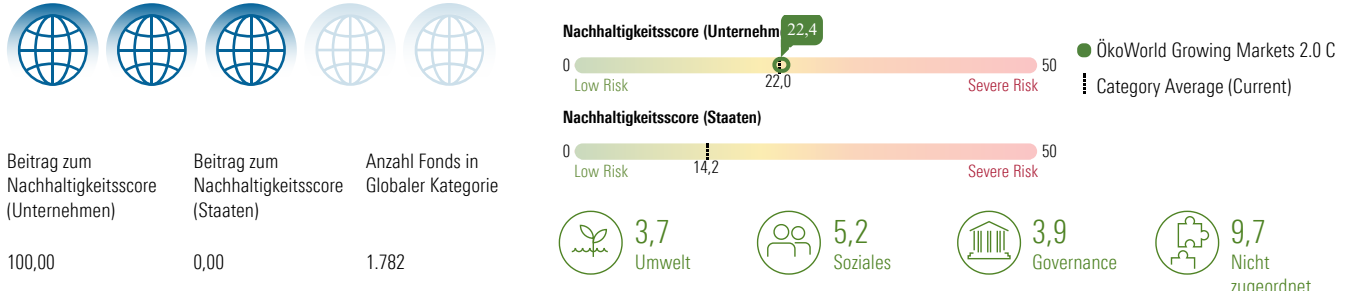 Beitrag zum
Nachhaltigkeitsscore
(Unternehmen)
100,00
Beitrag zum
Nachhaltigkeitsscore
(Staaten)
0,00
Anzahl Fonds in
Globaler Kategorie
1.782
Nachhaltigkeitsscore (Unternehm
22,4
0
50
Low Risk
22,0
Severe Risk
ÖkoWorld Growing Markets 2.0 C
Category Average (Current)
Nachhaltigkeitsscore (Staaten)
0
50
Low Risk
14,2
Severe Risk
3,7
Umwelt
5,2
Soziales
3,9
Governance
9,7
Nicht
zugeordnet